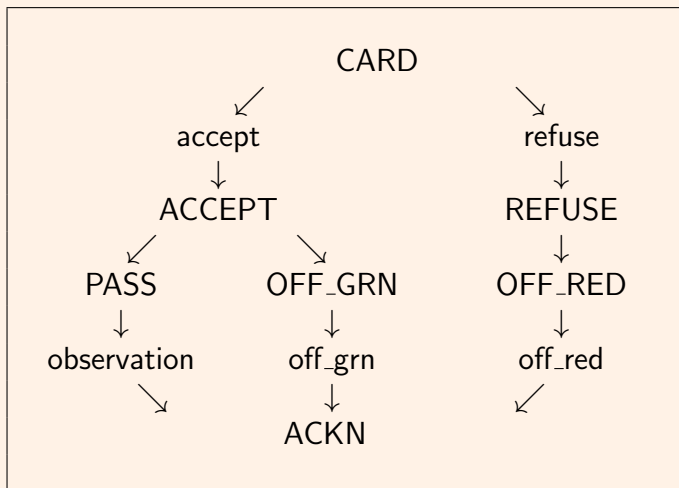 CARD
accept refuse
ACCEPT REFUSE
PASS OFF_GRN OFF_RED
observation off_grn off_red
ACKN